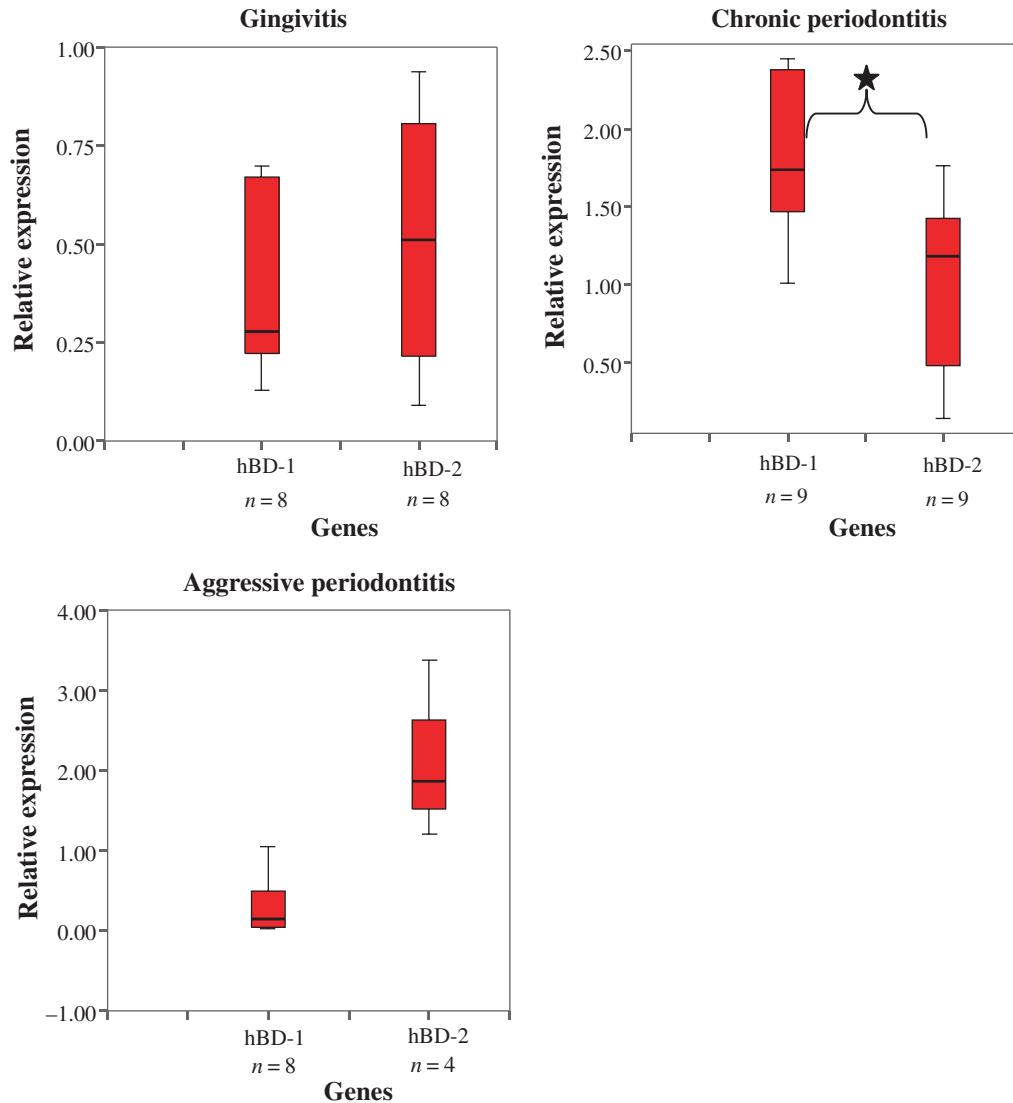 Gingivitis
Relative expression
1.00
0.75
0.50
0.25
0.00
hBD-1
hBD-2
n = 8
n = 8
Genes
Chronic periodontitis
Relative expression
2.50
2.00
1.50
1.00
0.50
hBD-1
hBD-2
n = 9
n = 9
Genes
Aggressive periodontitis
Relative expression
4.00
3.00
2.00
1.00
0.00
−1.00
hBD-1
hBD-2
n = 8
n = 4
Genes